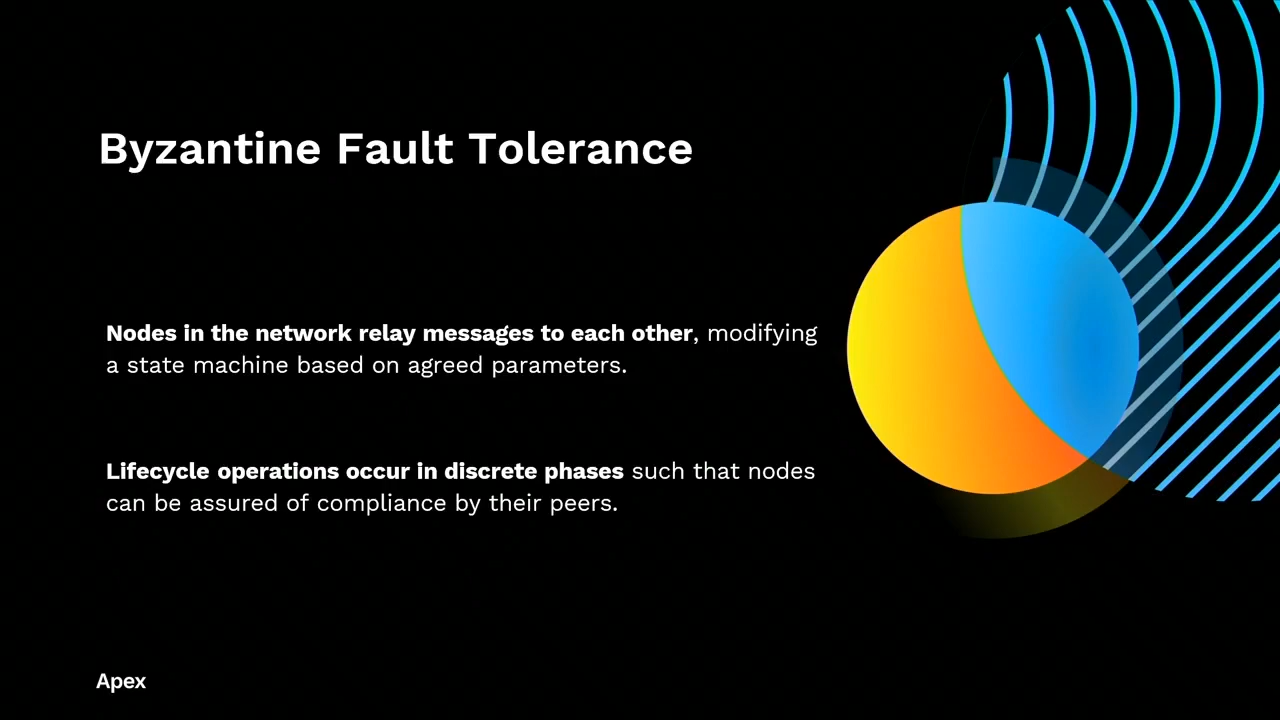 Byzantine Fault Tolerance
Nodes in the network relay messages to each other, modifying
a state machine based on agreed parameters.
Lifecycle operations occur in discrete phases such that nodes
can be assured of compliance by their peers.
Apex